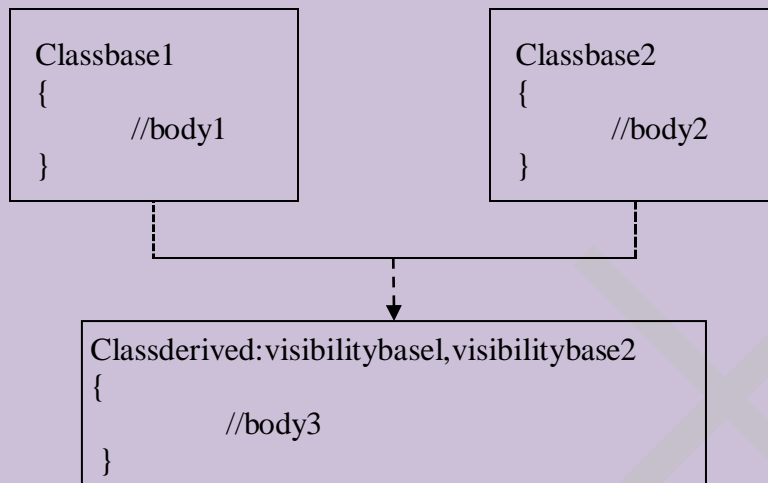 Classbase1
{
//body1
}
Classbase2
{
//body2
}
Classderived:visibilitybasel,visibilitybase2
{
//body3
}